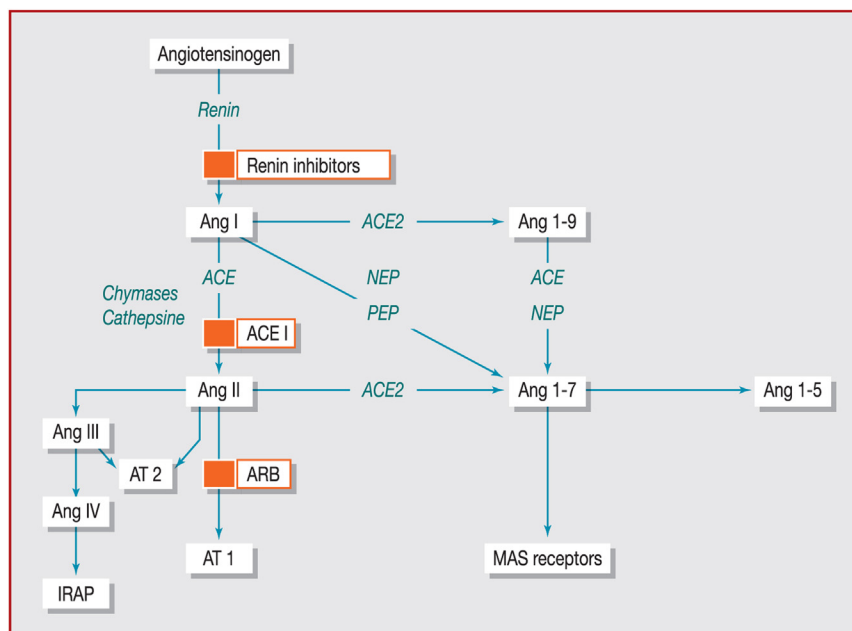 Angiotensinogen
Renin
Renin inhibitors
Ang I
ACE2
Ang 1-9
ACE
NEP
ACE
Chymases
Cathepsine
PEP
NEP
ACE I
Ang II
ACE2
Ang 1-7
Ang 1-5
Ang III
AT 2
ARB
Ang IV
AT 1
MAS receptors
IRAP